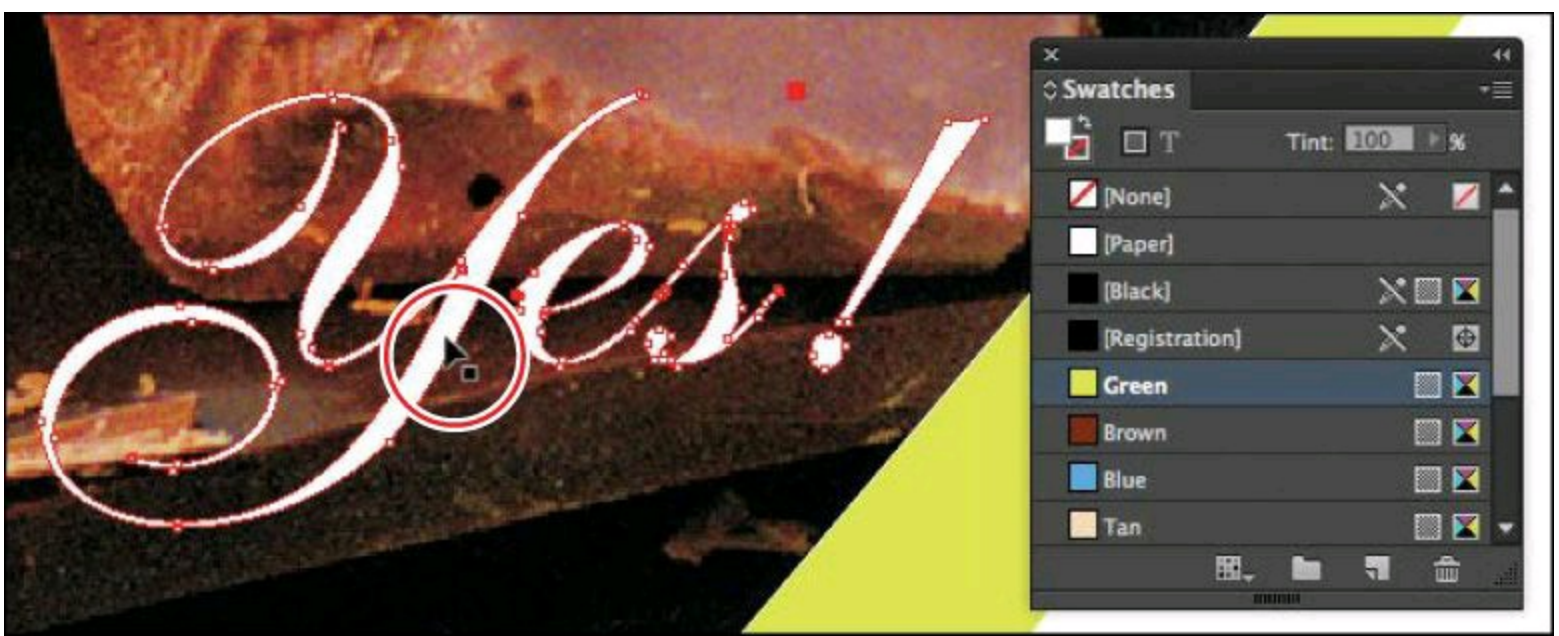 Yes!
Swatches
T Tint: 100 %
[None]
[Paper]
[Black]
[Registration]
Green
Brown
Blue
Tan